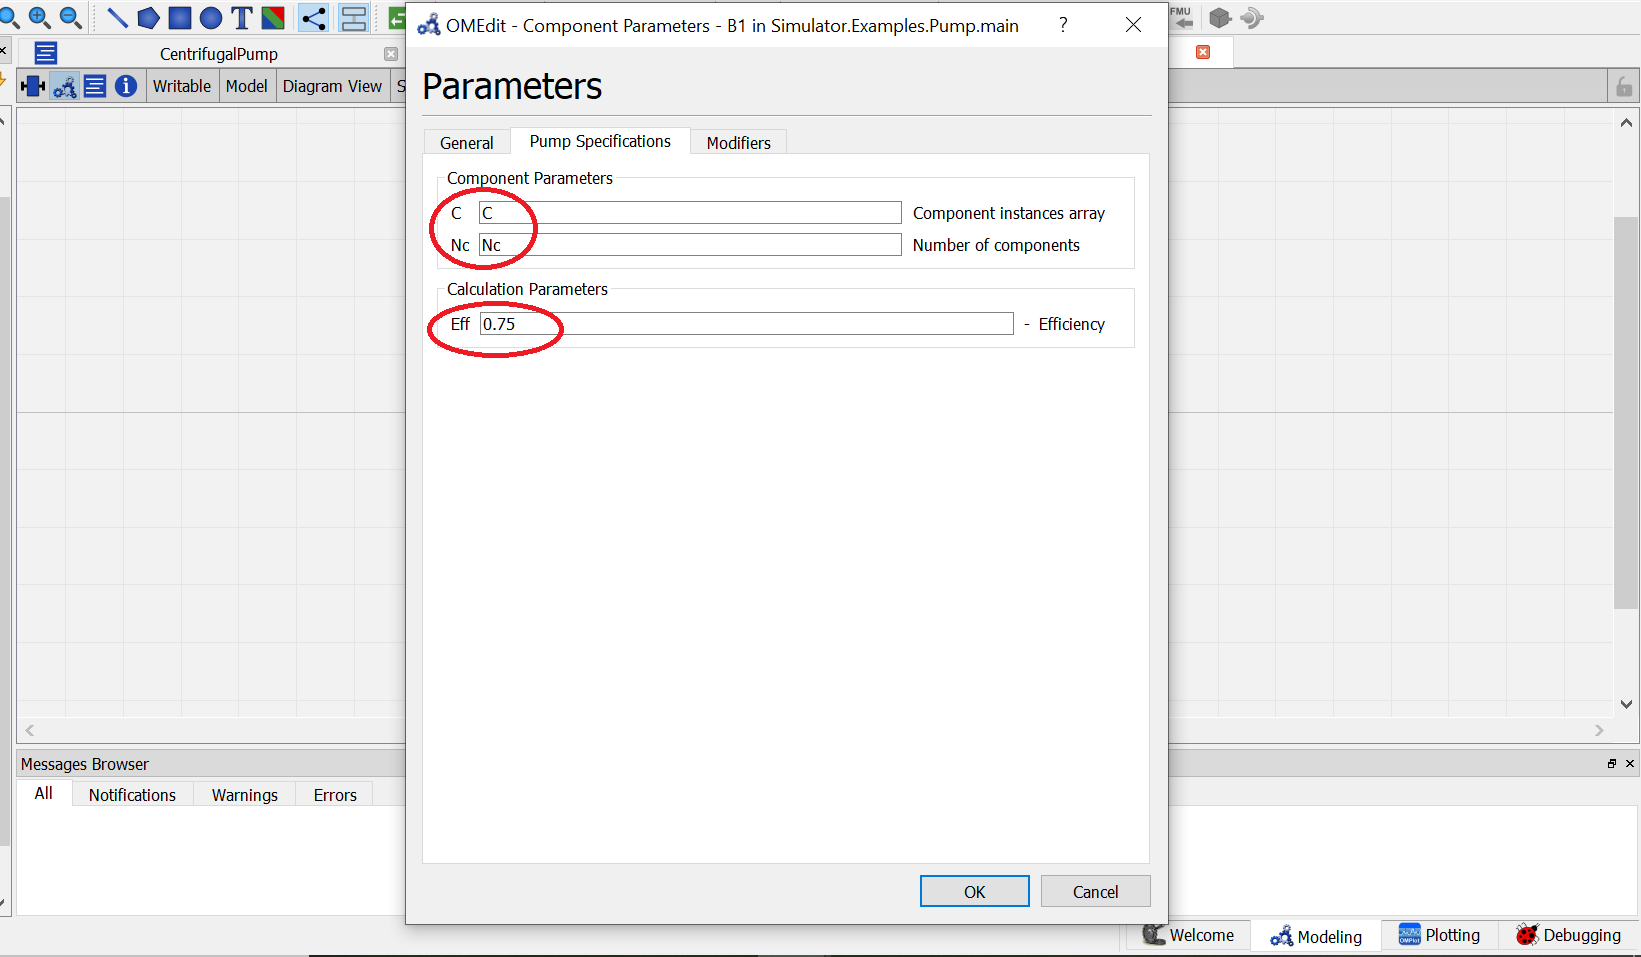 FMU
OMEdit - Component Parameters - B1 in Simulator.Examples.Pump.main
?
CentrifugalPump
Writable Model Diagram View S
Parameters
General Pump Specifications Modifiers
Component Parameters
C C Component instances array
Nc Nc Number of components
Calculation Parameters
Eff 0.75 - Efficiency
Messages Browser
All Notifications Warnings Errors
OK Cancel
Welcome Modeling Plotting Debugging